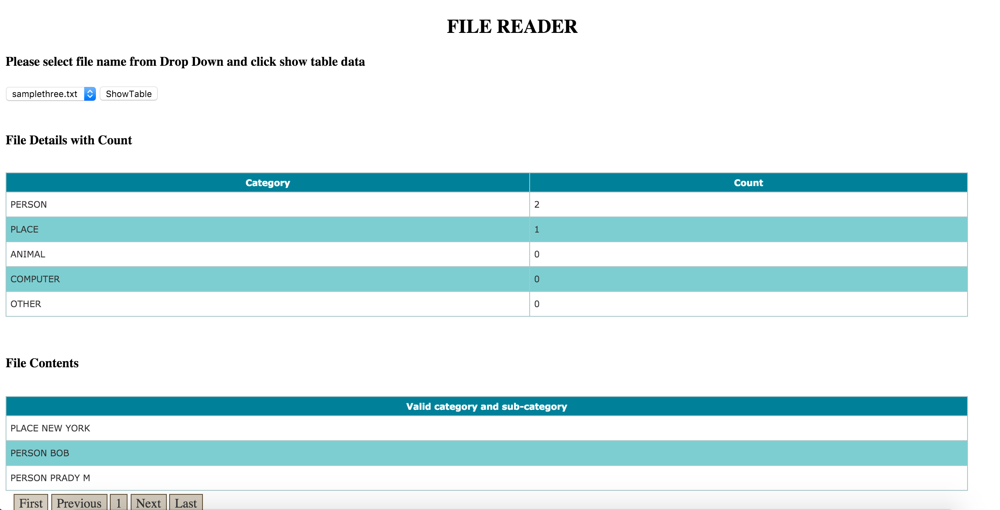 FILE READER
Please select file name from Drop Down and click show table data
samplethree.txt ShowTable
File Details with Count
Category Count
PERSON 2
PLACE 1
ANIMAL 0
COMPUTER 0
OTHER 0
File Contents
Valid category and sub-category
PLACE NEW YORK
PERSON BOB
PERSON PRADY M
First Previous 1 Next Last